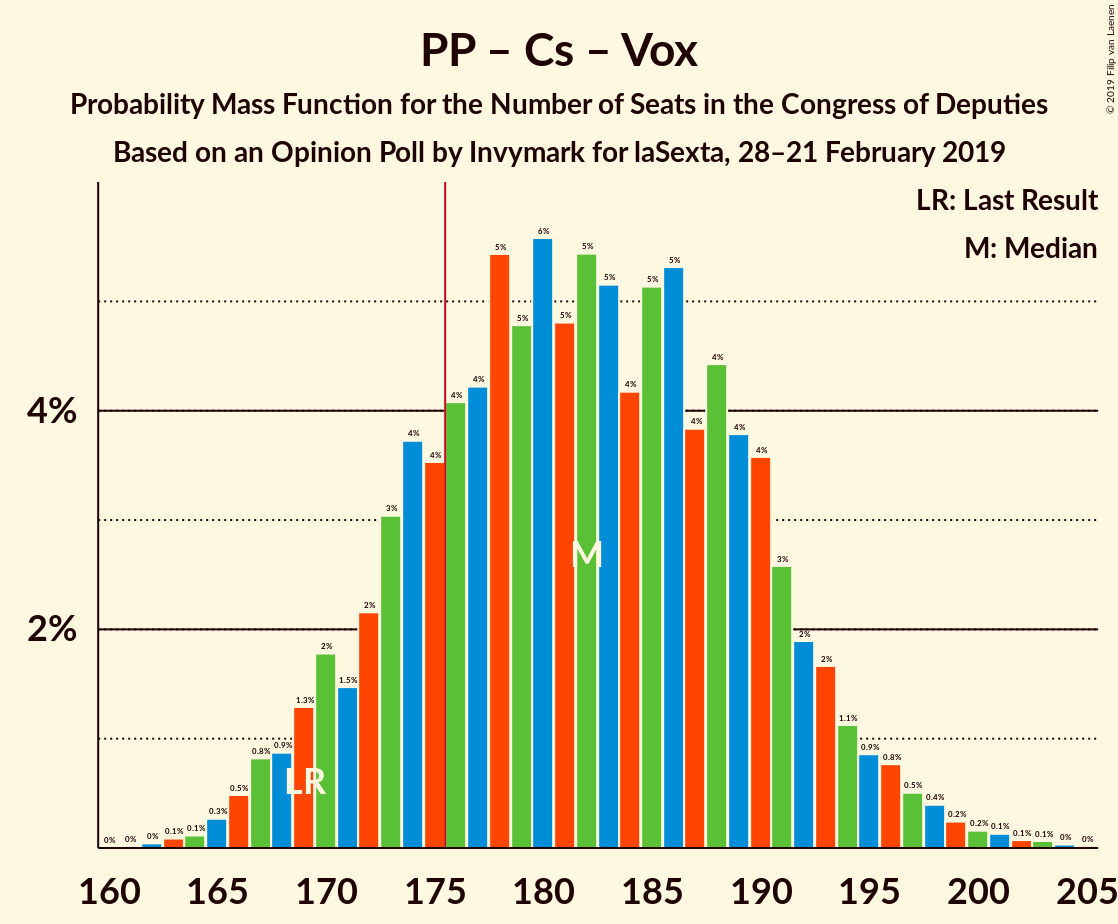 PP – Cs – Vox
Probability Mass Function for the Number of Seats in the Congress of Deputies
Based on an Opinion Poll by Invymark for laSexta, 28–21 February 2019
© 2019 Filip van Laenen
LR: Last Result
M: Median
4%
2%
0% 0% 0% 0.1% 0.1% 0.3% 0.5% 0.8% 0.9% 1.3% 2% 1.5% 2% 3% 4% 4% 4% 4% 5% 5% 6% 5% 5% 5% 4% 5% 5% 4% 4% 4% 4% 3% 2% 2% 1.1% 0.9% 0.8% 0.5% 0.4% 0.2% 0.2% 0.1% 0.1% 0.1% 0% 0%
M
LR
160 165 170 175 180 185 190 195 200 205